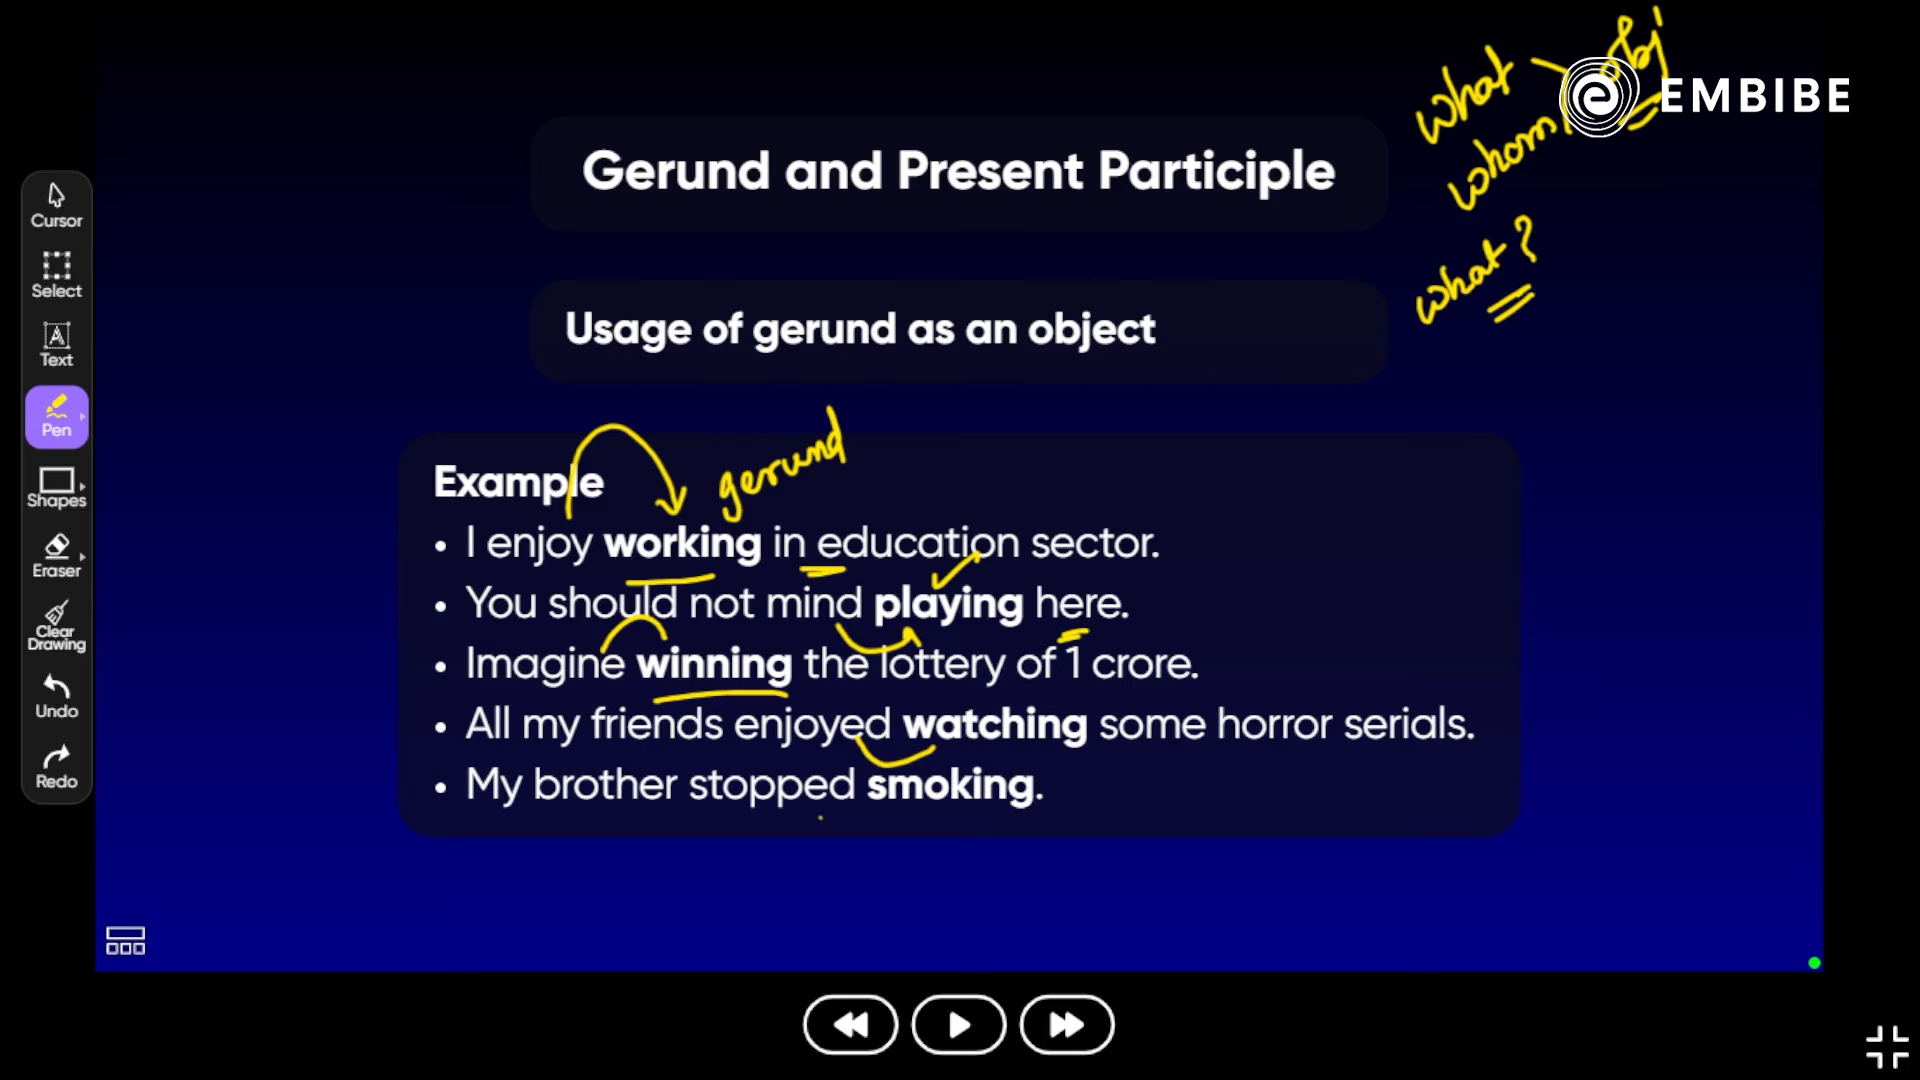 what obj
EMBIBE
whom
Gerund and Present Participle
what?
Usage of gerund as an object
gerund
Example
• I enjoy working in education sector.
• You should not mind playing here.
• Imagine winning the lottery of 1 crore.
• All my friends enjoyed watching some horror serials.
• My brother stopped smoking.
Cursor
Select
Text
Pen
Shapes
Eraser
Clear
Drawing
Undo
Redo